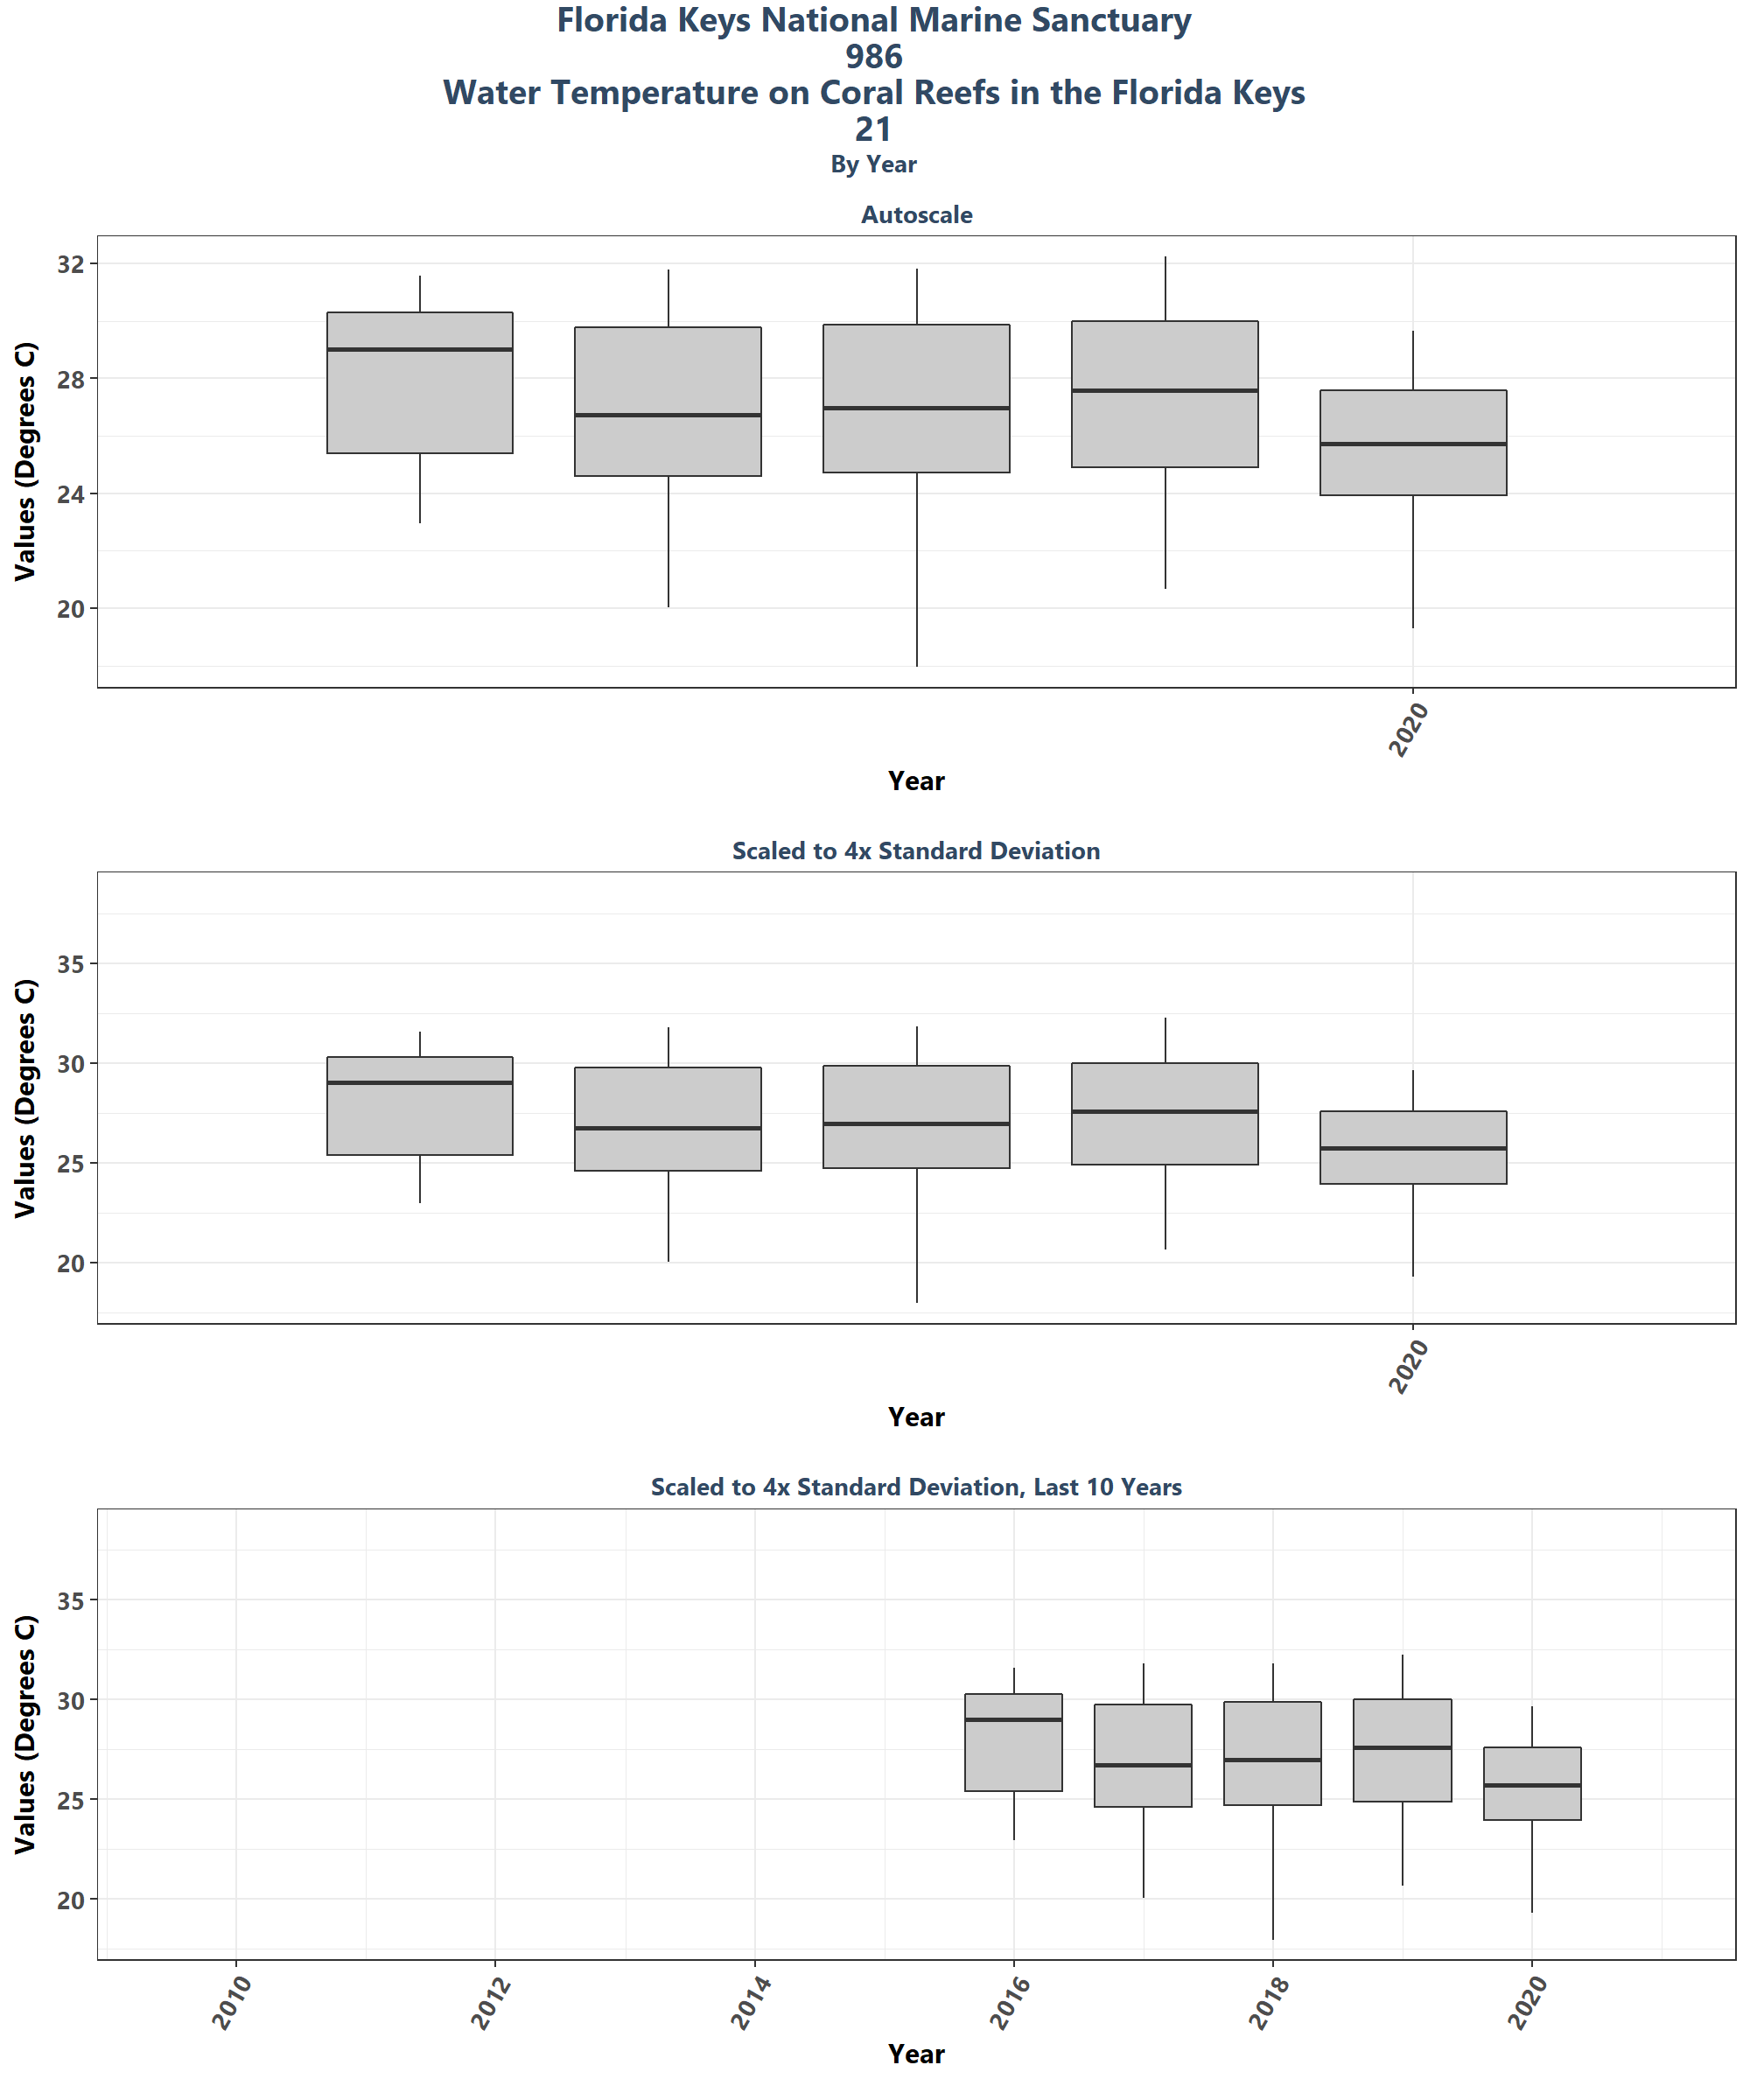 Florida Keys National Marine Sanctuary
986
Water Temperature on Coral Reefs in the Florida Keys
21
By Year
Autoscale
Values (Degrees C)
32
28
24
20
2020
Year
Scaled to 4x Standard Deviation
Values (Degrees C)
35
30
25
20
2020
Year
Scaled to 4x Standard Deviation, Last 10 Years
Values (Degrees C)
35
30
25
20
2010 2012 2014 2016 2018 2020
Year